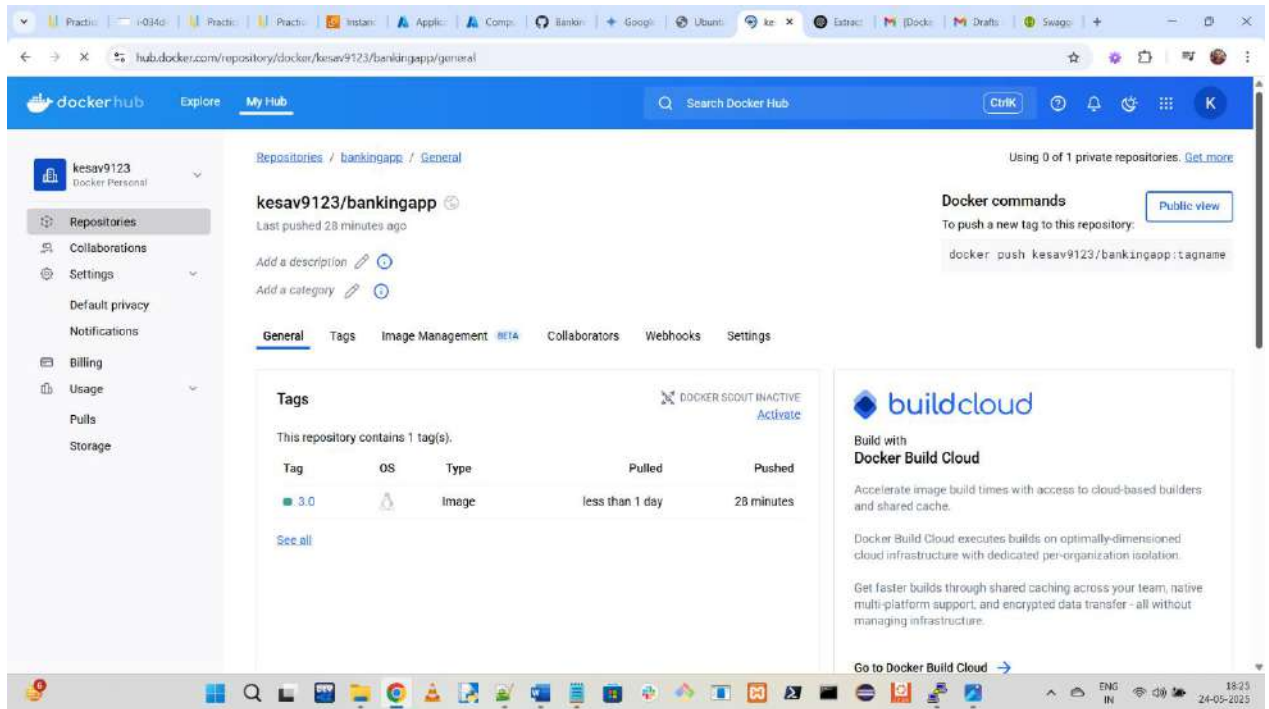 Practic
i-034d
Practic
Practic
Instan
Applic
Comp
Bankin
Googl
Ubunt
ke
Extract
(Docke
Drafts
Swagg
hub.docker.com/repository/docker/kesav9123/bankingapp/general
dockerhub Explore My Hub Search Docker Hub CtrlK K
kesav9123
Docker Personal
Repositories
Collaborations
Settings
Default privacy
Notifications
Billing
Usage
Pulls
Storage
Repositories / bankingapp / General
Using 0 of 1 private repositories. Get more
kesav9123/bankingapp
Last pushed 28 minutes ago
Add a description
Add a category
Docker commands
Public view
To push a new tag to this repository:
docker push kesav9123/bankingapp:tagname
General Tags Image Management BETA Collaborators Webhooks Settings
Tags
DOCKER SCOUT INACTIVE
Activate
This repository contains 1 tag(s).
Tag OS Type Pulled Pushed
3.0 Image less than 1 day 28 minutes
See all
buildcloud
Build with
Docker Build Cloud
Accelerate image build times with access to cloud-based builders
and shared cache.
Docker Build Cloud executes builds on optimally-dimensioned
cloud infrastructure with dedicated per-organization isolation.
Get faster builds through shared caching across your team, native
multi-platform support, and encrypted data transfer - all without
managing infrastructure.
Go to Docker Build Cloud →
ENG
IN
18:25
24-05-2025